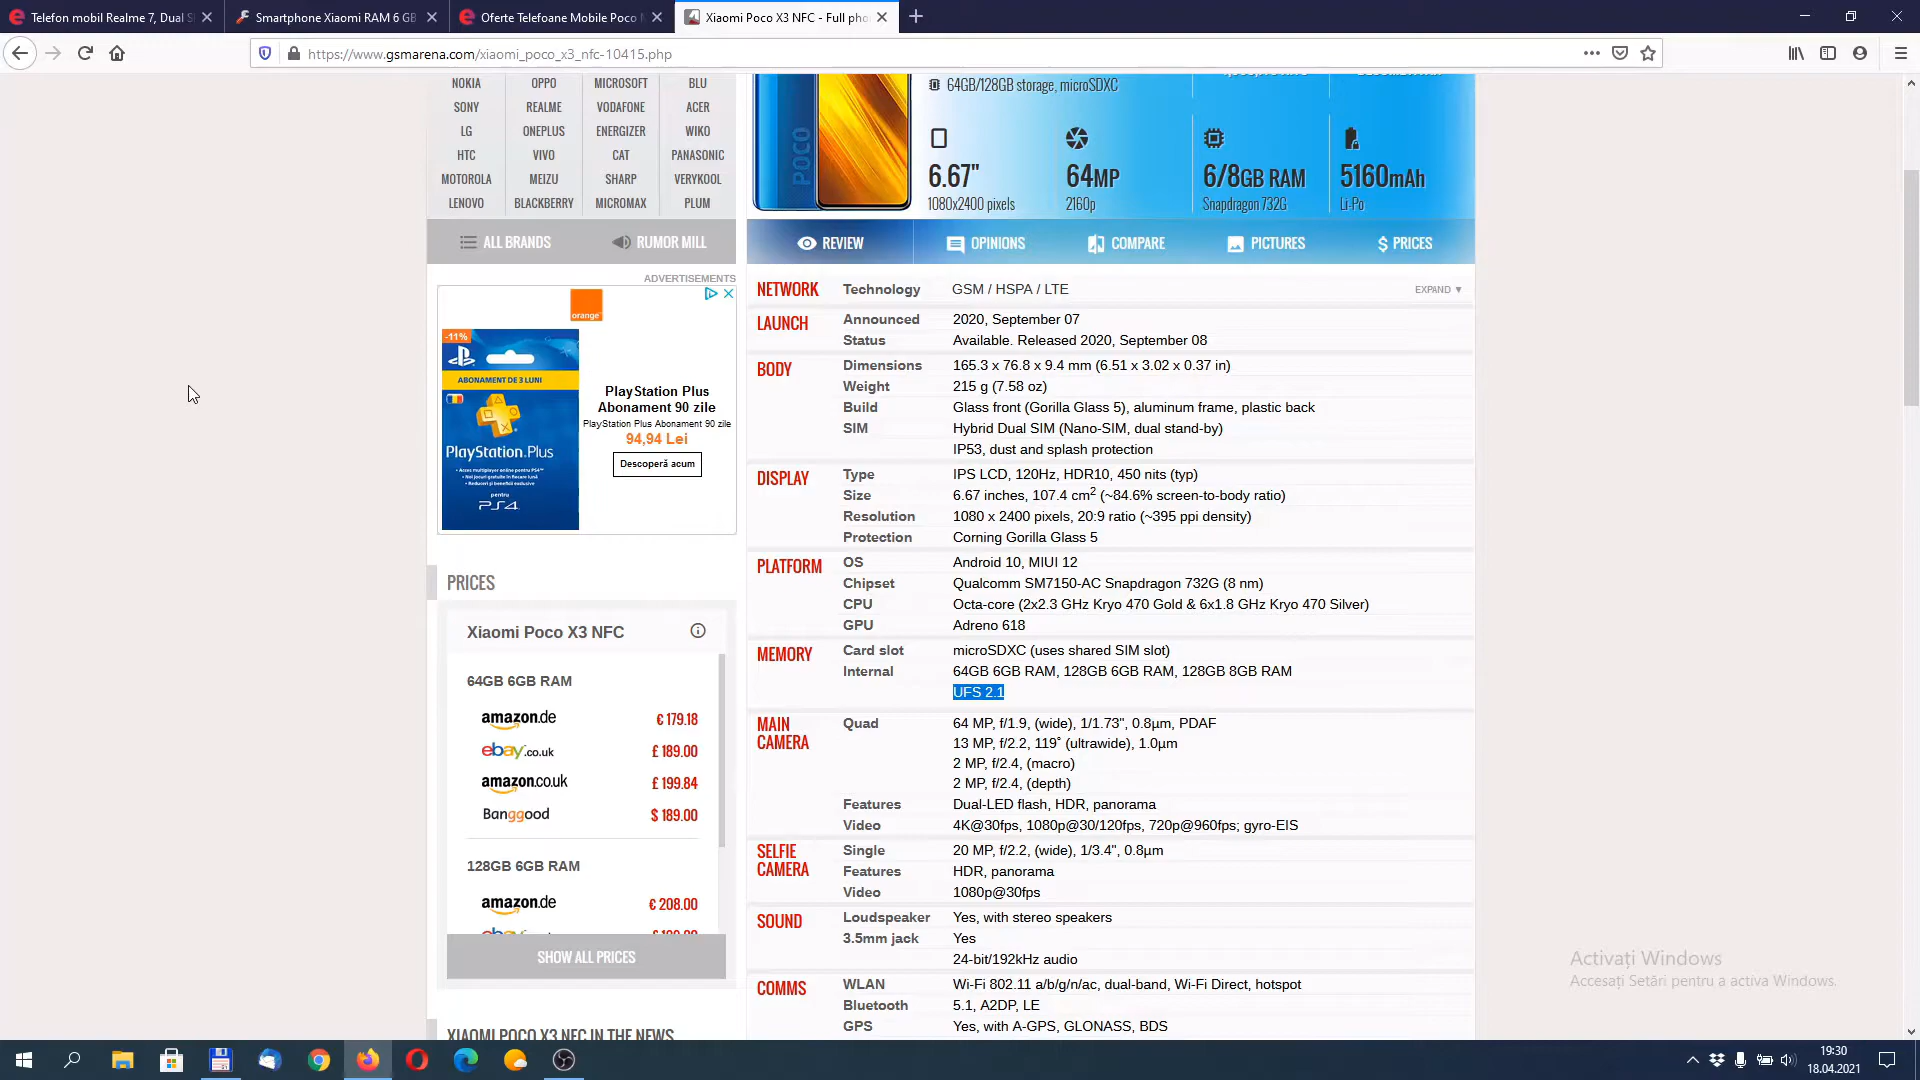 Telefon mobil Realme 7, Dual S
Smartphone Xiaomi RAM 6 GB
Oferte Telefoane Mobile Poco
Xiaomi Poco X3 NFC - Full pho
https://www.gsmarena.com/xiaomi_poco_x3_nfc-10415.php
NOKIA OPPO MICROSOFT BLU
SONY REALME VODAFONE ACER
LG ONEPLUS ENERGIZER WIKO
HTC VIVO CAT PANASONIC
MOTOROLA MEIZU SHARP VERYKOOL
LENOVO BLACKBERRY MICROMAX PLUM
ALL BRANDS RUMOR MILL
POCO
64GB/128GB storage, microSDXC
6.67" 64MP 6/8GB RAM 5160mAh
1080x2400 pixels 2160p Snapdragon 732G Li-Po
REVIEW OPINIONS COMPARE PICTURES PRICES
ADVERTISEMENTS
orange
-11%
ABONAMENT DE 3 LUNI
PlayStation.Plus
pentru
PS4
PlayStation Plus
Abonament 90 zile
PlayStation Plus Abonament 90 zile
94,94 Lei
Descoperă acum
PRICES
Xiaomi Poco X3 NFC
64GB 6GB RAM
amazon.de € 179.18
ebay.co.uk £ 189.00
amazon.co.uk £ 199.84
Banggood $ 189.00
128GB 6GB RAM
amazon.de € 208.00
SHOW ALL PRICES
XIAOMI POCO X3 NFC IN THE NEWS
NETWORK Technology GSM / HSPA / LTE EXPAND ▼
LAUNCH Announced 2020, September 07
Status Available. Released 2020, September 08
BODY Dimensions 165.3 x 76.8 x 9.4 mm (6.51 x 3.02 x 0.37 in)
Weight 215 g (7.58 oz)
Build Glass front (Gorilla Glass 5), aluminum frame, plastic back
SIM Hybrid Dual SIM (Nano-SIM, dual stand-by)
IP53, dust and splash protection
DISPLAY Type IPS LCD, 120Hz, HDR10, 450 nits (typ)
Size 6.67 inches, 107.4 cm2 (~84.6% screen-to-body ratio)
Resolution 1080 x 2400 pixels, 20:9 ratio (~395 ppi density)
Protection Corning Gorilla Glass 5
PLATFORM OS Android 10, MIUI 12
Chipset Qualcomm SM7150-AC Snapdragon 732G (8 nm)
CPU Octa-core (2x2.3 GHz Kryo 470 Gold & 6x1.8 GHz Kryo 470 Silver)
GPU Adreno 618
MEMORY Card slot microSDXC (uses shared SIM slot)
Internal 64GB 6GB RAM, 128GB 6GB RAM, 128GB 8GB RAM
UFS 2.1
MAIN CAMERA Quad 64 MP, f/1.9, (wide), 1/1.73", 0.8µm, PDAF
13 MP, f/2.2, 119˚ (ultrawide), 1.0µm
2 MP, f/2.4, (macro)
2 MP, f/2.4, (depth)
Features Dual-LED flash, HDR, panorama
Video 4K@30fps, 1080p@30/120fps, 720p@960fps; gyro-EIS
SELFIE CAMERA Single 20 MP, f/2.2, (wide), 1/3.4", 0.8µm
Features HDR, panorama
Video 1080p@30fps
SOUND Loudspeaker Yes, with stereo speakers
3.5mm jack Yes
24-bit/192kHz audio
COMMS WLAN Wi-Fi 802.11 a/b/g/n/ac, dual-band, Wi-Fi Direct, hotspot
Bluetooth 5.1, A2DP, LE
GPS Yes, with A-GPS, GLONASS, BDS
Activați Windows
Accesați Setări pentru a activa Windows.
19:30
18.04.2021